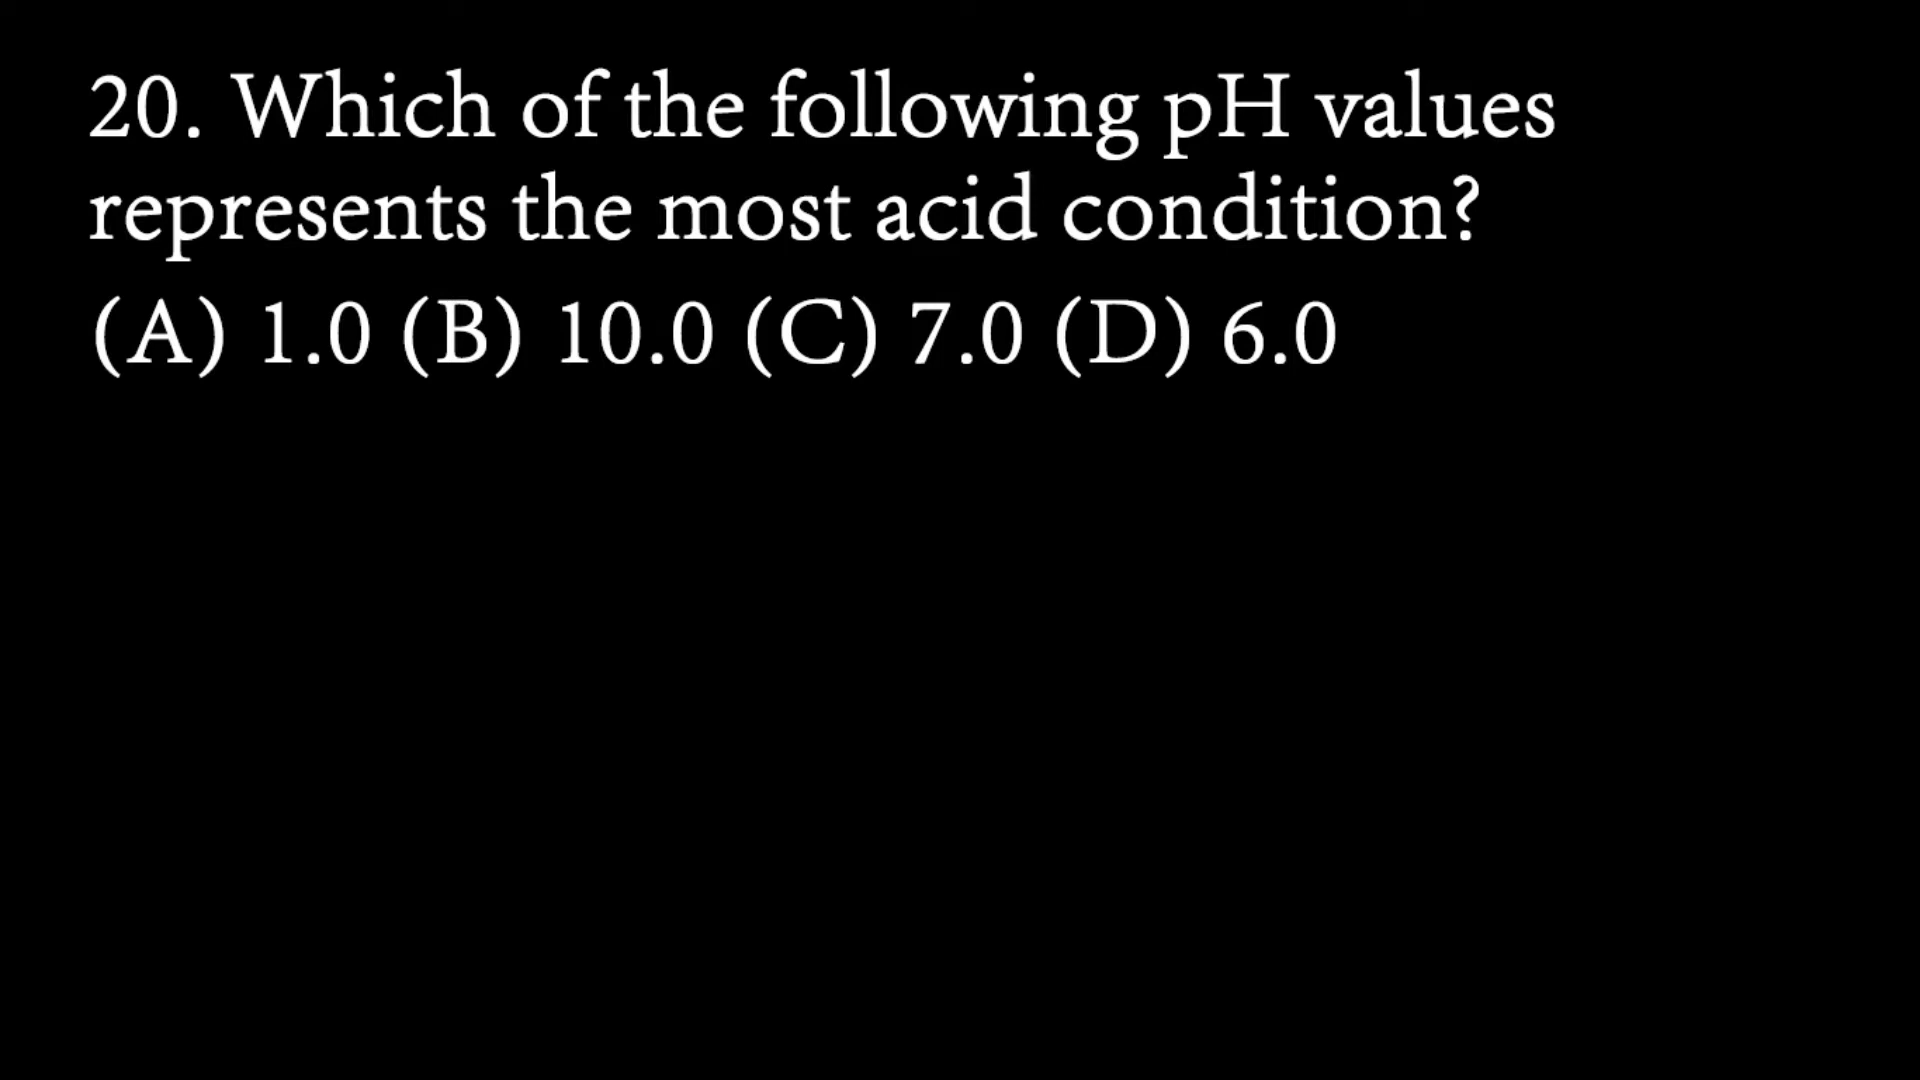 20. Which of the following pH values
represents the most acid condition?
(A) 1.0 (B) 10.0 (C) 7.0 (D) 6.0